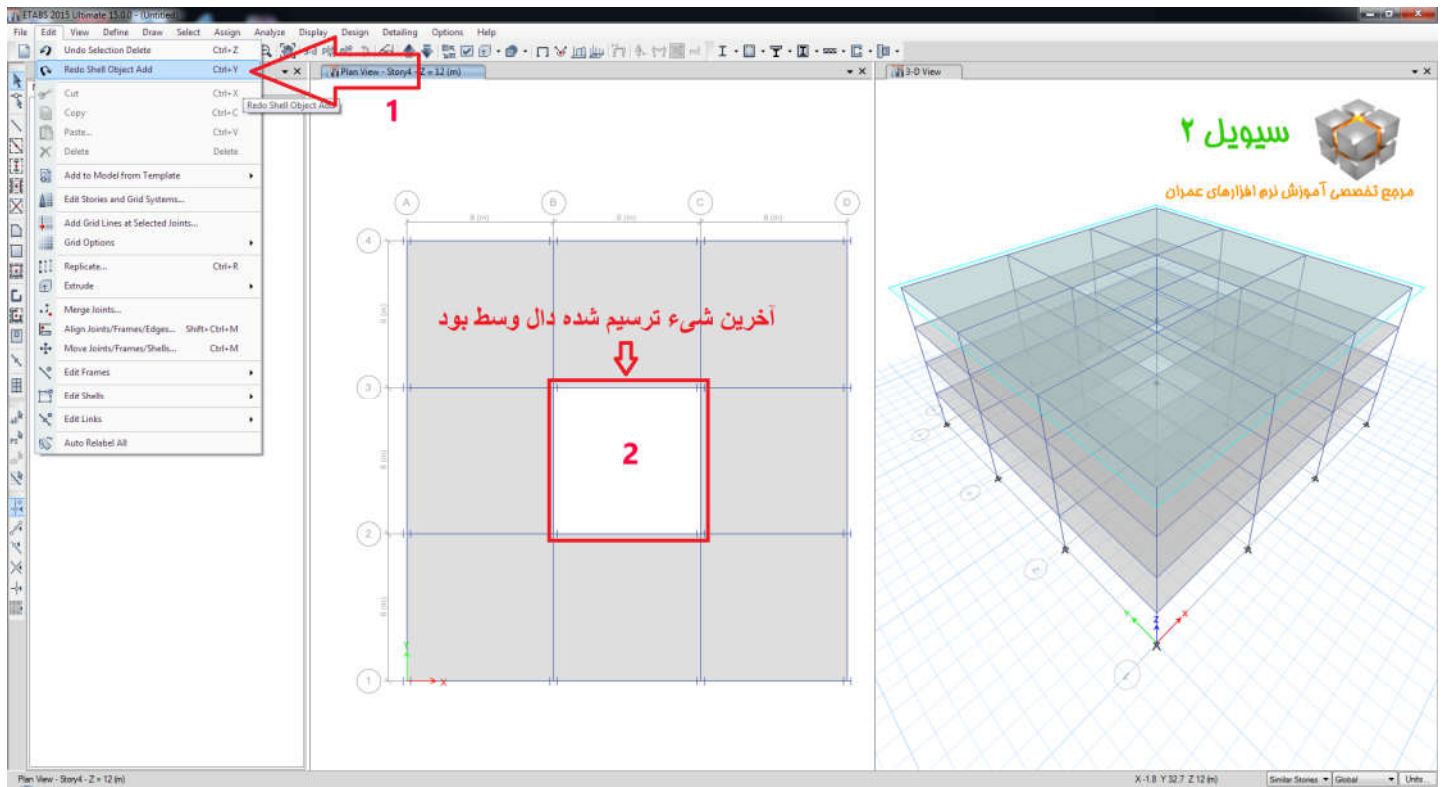 ETABS 2015 Ultimate 15.0.0 - (Untitled)
File Edit View Define Draw Select Assign Analyze Display Design Detailing Options Help
Undo Selection Delete Ctrl+Z
Redo Shell Object Add Ctrl+Y
Cut Ctrl+X
Copy Ctrl+C
Paste... Ctrl+V
Delete Delete
Add to Model from Template
Edit Stories and Grid Systems...
Add Grid Lines at Selected Joints...
Grid Options
Replicate... Ctrl+R
Extrude
Merge Joints...
Align Joints/Frames/Edges... Shift+Ctrl+M
Move Joints/Frames/Shells... Ctrl+M
Edit Frames
Edit Shells
Edit Links
Auto Relabel All
Redo Shell Object Add
1
Plan View - Story4 - Z = 12 (m)
A B C D
8 (m) 8 (m) 8 (m)
4
8 (m)
آخرین شیء ترسیم شده دال وسط بود
3
2
8 (m)
2
8 (m)
Y
1
X
3-D View
سیویل ۲
مرجع تخصصی آموزش نرم افزارهای عمران
Z
Y X
Plan View - Story4 - Z = 12 (m)
X -1.8 Y 32.7 Z 12 (m)
Similar Stories Global Units...